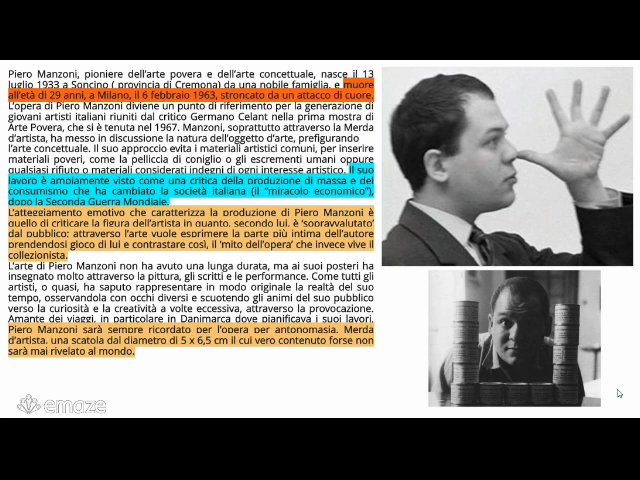 Piero Manzoni, pioniere dell’arte povera e dell’arte concettuale, nasce il 13
luglio 1933 a Soncino ( provincia di Cremona) da una nobile famiglia, e muore
all’età di 29 anni, a Milano, il 6 febbraio 1963, stroncato da un attacco di cuore.
L’opera di Piero Manzoni diviene un punto di riferimento per la generazione di
giovani artisti italiani riuniti dal critico Germano Celant nella prima mostra di
Arte Povera, che si è tenuta nel 1967. Manzoni, soprattutto attraverso la Merda
d’artista, ha messo in discussione la natura dell’oggetto d’arte, prefigurando
l’arte concettuale. Il suo approccio evita i materiali artistici comuni, per inserire
materiali poveri, come la pelliccia di coniglio o gli escrementi umani oppure
qualsiasi rifiuto o materiali considerati indegni di ogni interesse artistico. Il suo
lavoro è ampiamente visto come una critica della produzione di massa e del
consumismo che ha cambiato la società italiana (il “miracolo economico”),
dopo la Seconda Guerra Mondiale.
L’atteggiamento emotivo che caratterizza la produzione di Piero Manzoni è
quello di criticare la figura dell’artista in quanto, secondo lui, è ‘sopravvalutato’
dal pubblico: attraverso l’arte vuole esprimere la parte più intima dell’autore
prendendosi gioco di lui e contrastare così, il ‘mito dell’opera’ che invece vive il
collezionista.
L’arte di Piero Manzoni non ha avuto una lunga durata, ma ai suoi posteri ha
insegnato molto attraverso la pittura, gli scritti e le performance. Come tutti gli
artisti, o quasi, ha saputo rappresentare in modo originale la realtà del suo
tempo, osservandola con occhi diversi e scuotendo gli animi del suo pubblico
verso la curiosità e la creatività a volte eccessiva, attraverso la provocazione.
Amante dei viaggi, in particolare in Danimarca dove pianificava i suoi lavori,
Piero Manzoni sarà sempre ricordato per l’opera per antonomasia, Merda
d’artista, una scatola dal diametro di 5 x 6,5 cm il cui vero contenuto forse non
sarà mai rivelato al mondo.
emaze